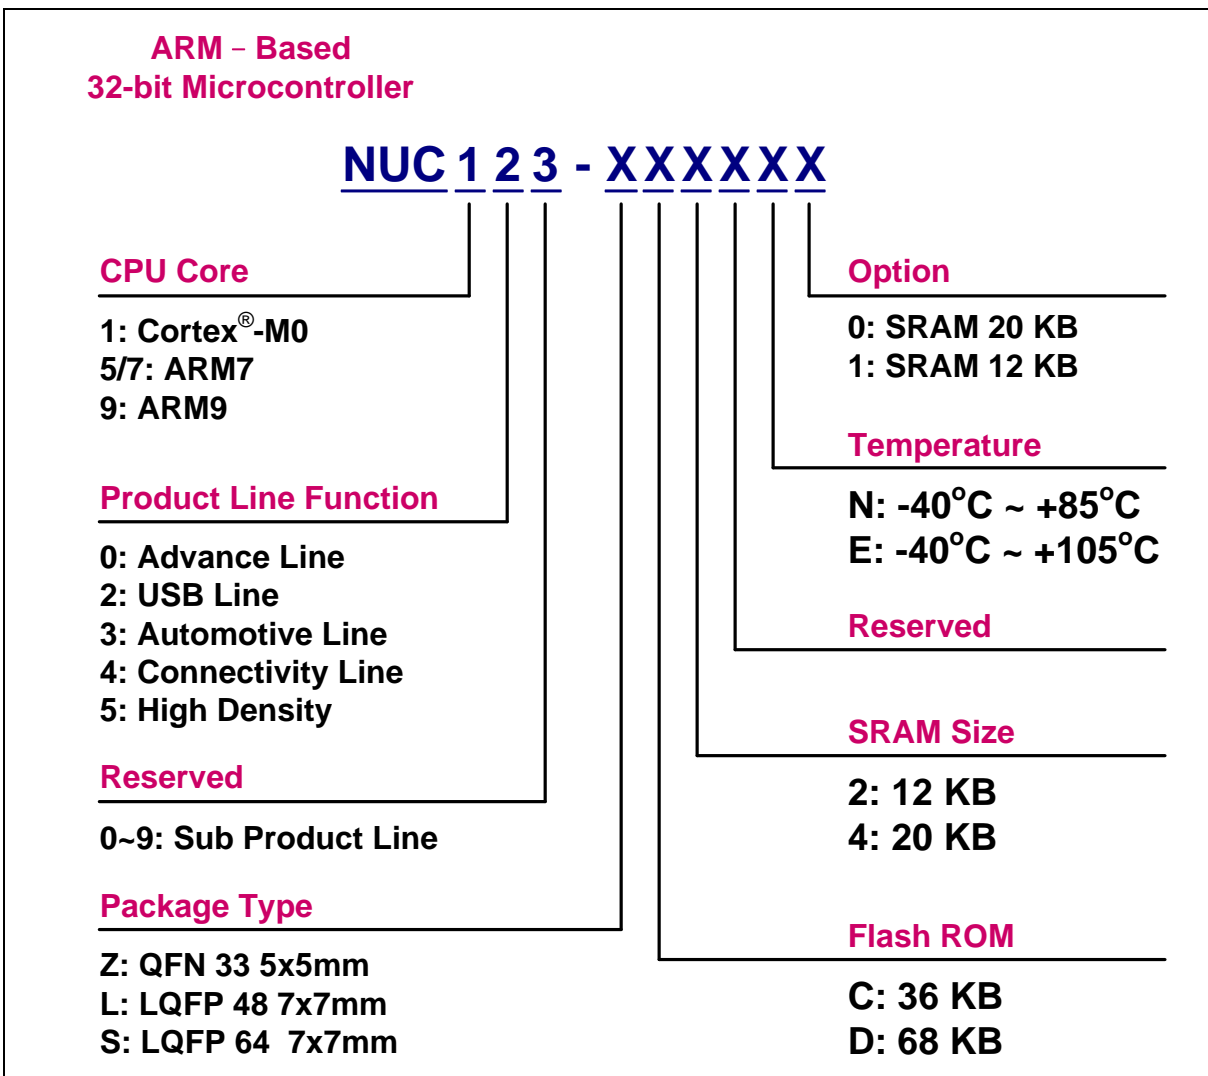 ARM – Based
32-bit Microcontroller
NUC 1 2 3 - X X X X X X
CPU Core
1: Cortex®-M0
5/7: ARM7
9: ARM9
Product Line Function
0: Advance Line
2: USB Line
3: Automotive Line
4: Connectivity Line
5: High Density
Reserved
0~9: Sub Product Line
Package Type
Z: QFN 33 5x5mm
L: LQFP 48 7x7mm
S: LQFP 64 7x7mm
Option
0: SRAM 20 KB
1: SRAM 12 KB
Temperature
N: -40°C ~ +85°C
E: -40°C ~ +105°C
Reserved
SRAM Size
2: 12 KB
4: 20 KB
Flash ROM
C: 36 KB
D: 68 KB